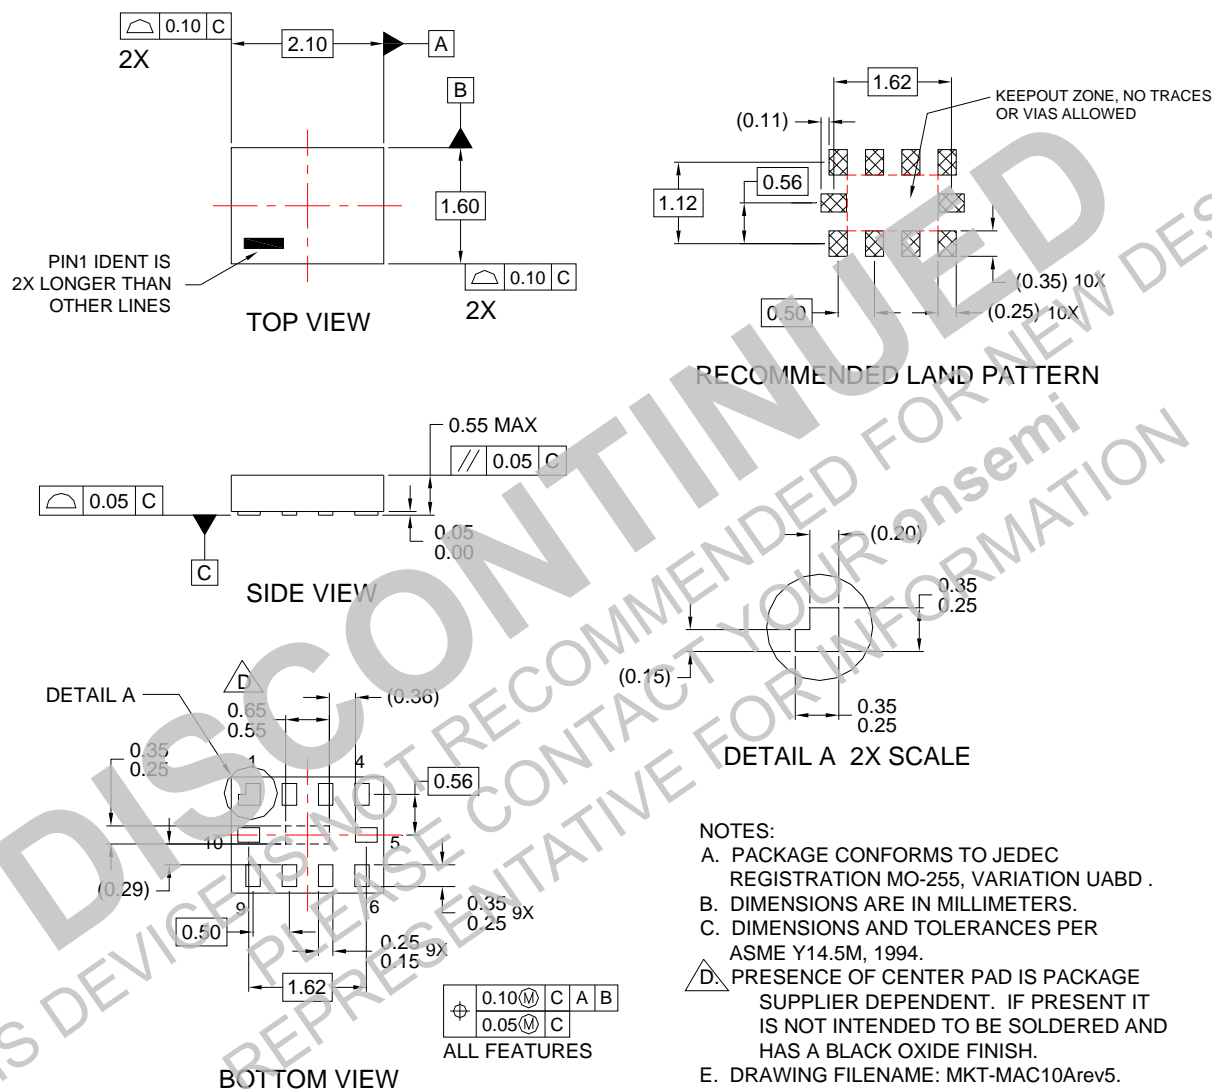 0.10 C
2X
2.10
A
B
1.60
PIN1 IDENT IS
2X LONGER THAN
OTHER LINES
0.10 C
2X
TOP VIEW
1.62
KEEPOUT ZONE, NO TRACES
OR VIAS ALLOWED
(0.11)
0.56
1.12
(0.35) 10X
0.50
(0.25) 10X
RECOMMENDED LAND PATTERN
0.55 MAX
// 0.05 C
0.05 C
0.05
0.00
C
SIDE VIEW
(0.20)
0.35
0.25
(0.15)
0.35
0.25
DETAIL A 2X SCALE
DETAIL A
D
0.65
0.55
(0.36)
0.35
0.25
1
4
0.56
10
5
(0.29)
9
6
0.35
0.25 9X
0.50
0.25
0.15 9X
1.62
0.10 Ⓜ C A B
0.05 Ⓜ C
ALL FEATURES
BOTTOM VIEW
NOTES:
A. PACKAGE CONFORMS TO JEDEC
REGISTRATION MO-255, VARIATION UABD .
B. DIMENSIONS ARE IN MILLIMETERS.
C. DIMENSIONS AND TOLERANCES PER
ASME Y14.5M, 1994.
D. PRESENCE OF CENTER PAD IS PACKAGE
SUPPLIER DEPENDENT. IF PRESENT IT
IS NOT INTENDED TO BE SOLDERED AND
HAS A BLACK OXIDE FINISH.
E. DRAWING FILENAME: MKT-MAC10Arev5.
DISCONTINUED
DEVICE IS NOT RECOMMENDED FOR NEW
PLEASE CONTACT YOUR onsemi
REPRESENTATIVE FOR INFORMATION